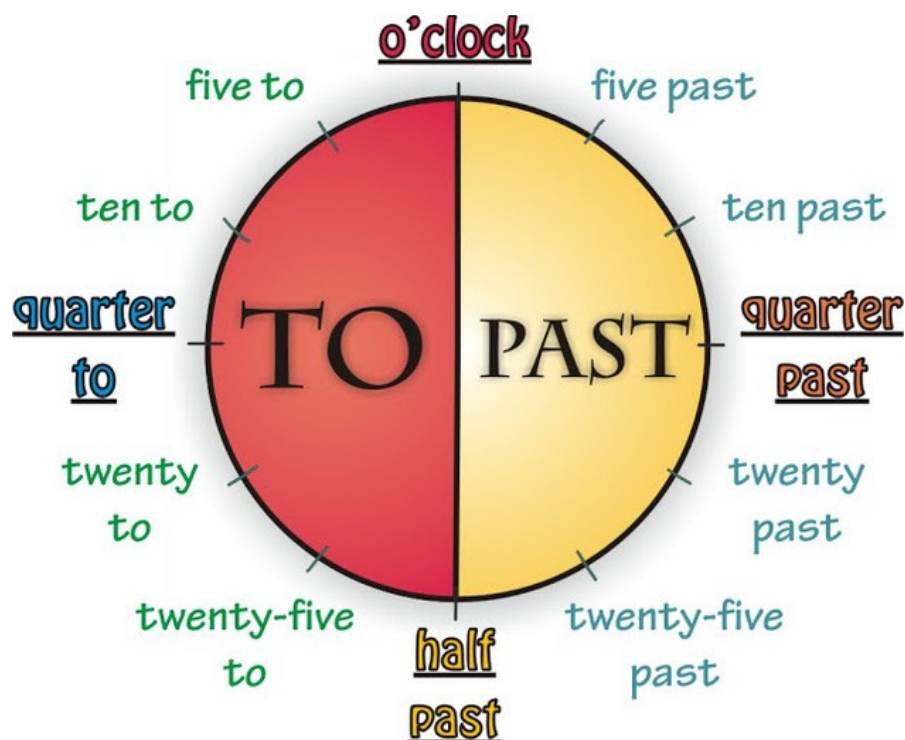 o'clock
five to
five past
ten to
ten past
quarter
to
TO
PAST
quarter
past
twenty
to
twenty
past
twenty-five
to
half
past
twenty-five
past